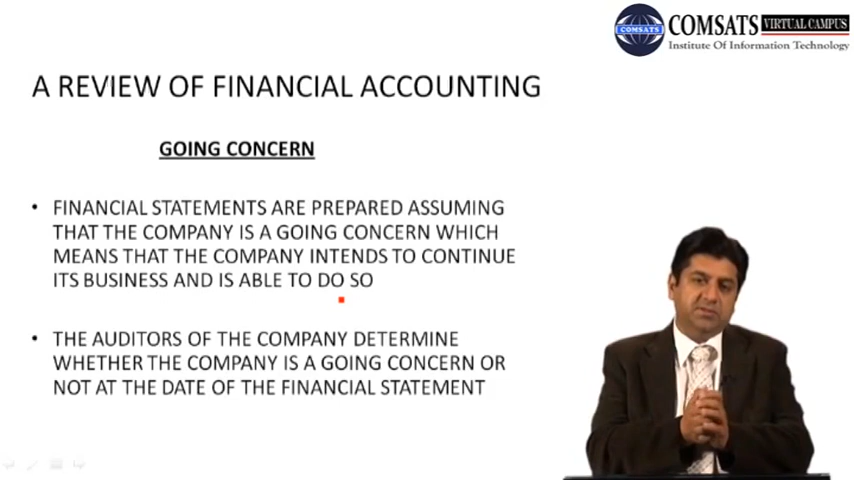 COMSATS VIRTUAL CAMPUS
COMSATS
Institute Of Information Technology
A REVIEW OF FINANCIAL ACCOUNTING
GOING CONCERN
• FINANCIAL STATEMENTS ARE PREPARED ASSUMING
THAT THE COMPANY IS A GOING CONCERN WHICH
MEANS THAT THE COMPANY INTENDS TO CONTINUE
ITS BUSINESS AND IS ABLE TO DO SO
• THE AUDITORS OF THE COMPANY DETERMINE
WHETHER THE COMPANY IS A GOING CONCERN OR
NOT AT THE DATE OF THE FINANCIAL STATEMENT